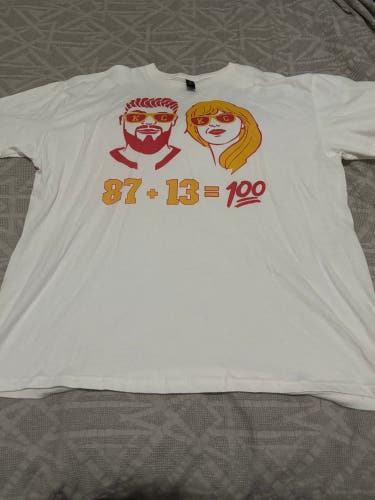 K C K C
87 + 13 = 100